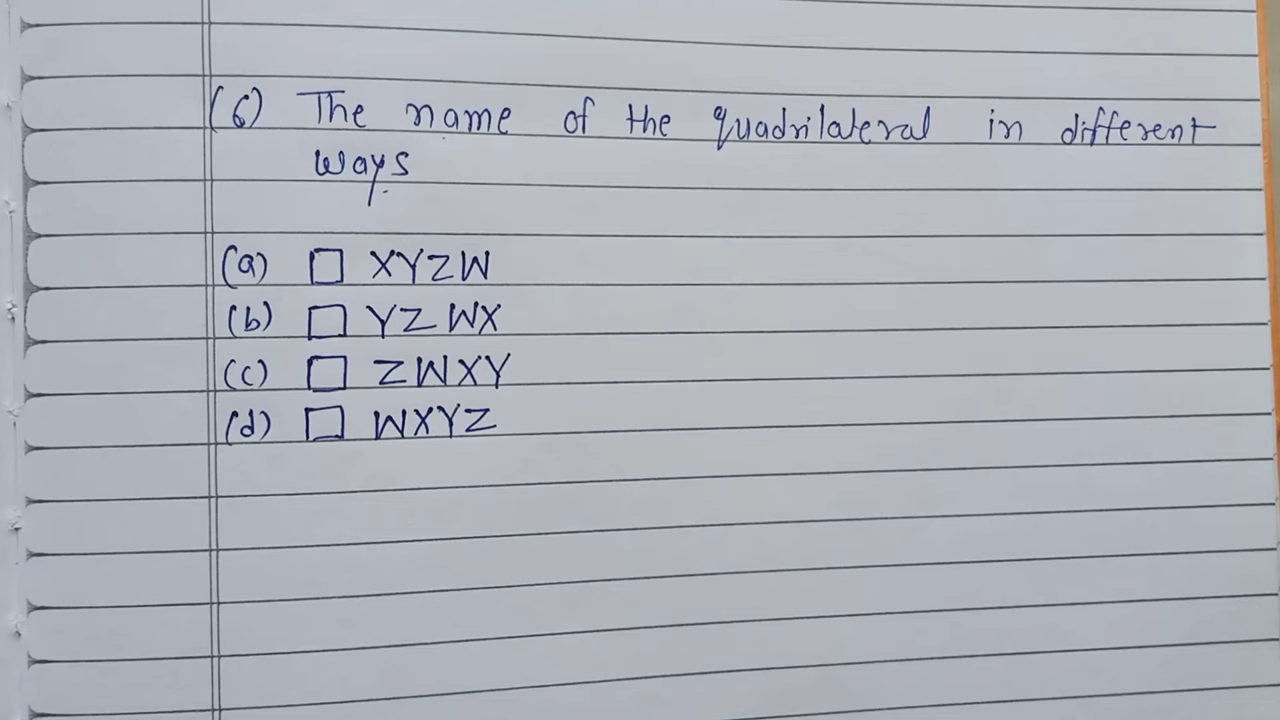 (6) The name of the quadrilateral in different
ways
(a) □ XYZW
(b) □ YZWX
(c) □ ZWXY
(d) □ WXYZ